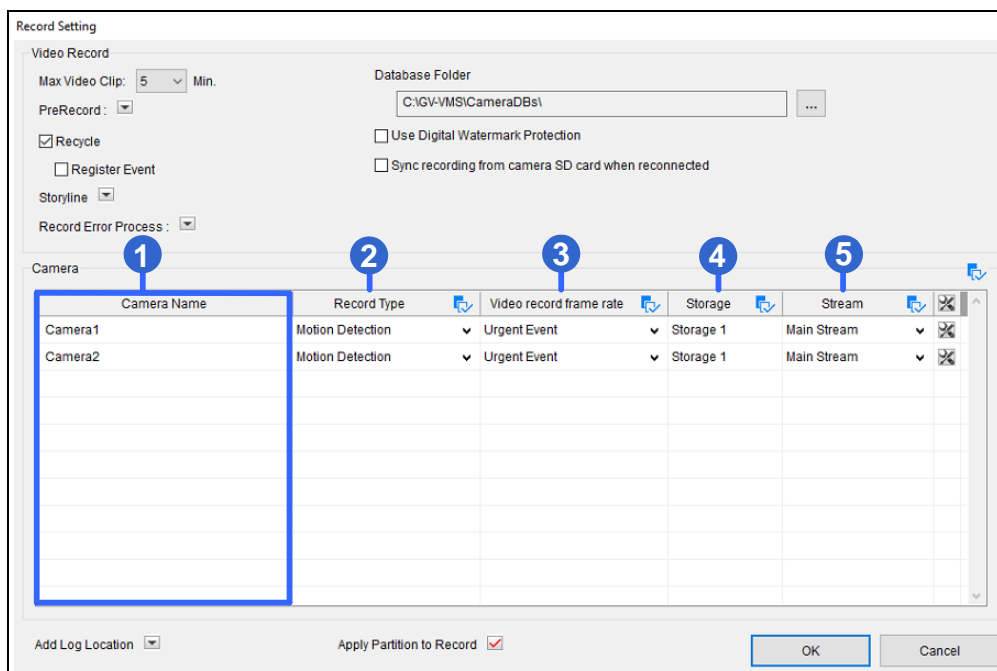 Record Setting
Video Record
Max Video Clip: 5 Min.
PreRecord :
Recycle
Register Event
Storyline
Record Error Process :
Database Folder
C:\GV-VMS\CameraDBs\
...
Use Digital Watermark Protection
Sync recording from camera SD card when reconnected
1 2 3 4 5
Camera
Camera Name Record Type Video record frame rate Storage Stream
Camera1 Motion Detection Urgent Event Storage 1 Main Stream
Camera2 Motion Detection Urgent Event Storage 1 Main Stream
Add Log Location Apply Partition to Record OK Cancel